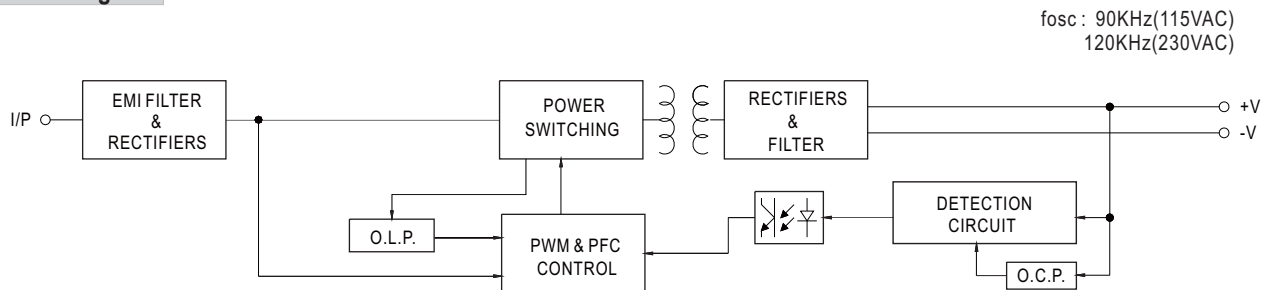 fosc : 90KHz(115VAC)
120KHz(230VAC)
I/P
EMI FILTER
&
RECTIFIERS
POWER
SWITCHING
RECTIFIERS
&
FILTER
+V
-V
O.L.P.
PWM & PFC
CONTROL
DETECTION
CIRCUIT
O.C.P.